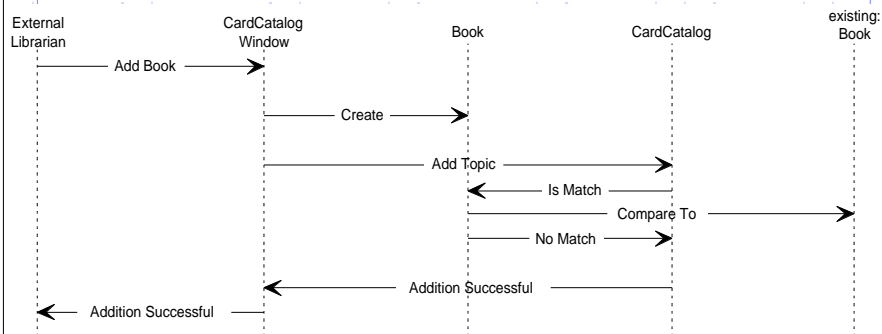 External
Librarian
CardCatalog
Window
Book
CardCatalog
existing:
Book
Add Book
Create
Add Topic
Is Match
Compare To
No Match
Addition Successful
Addition Successful